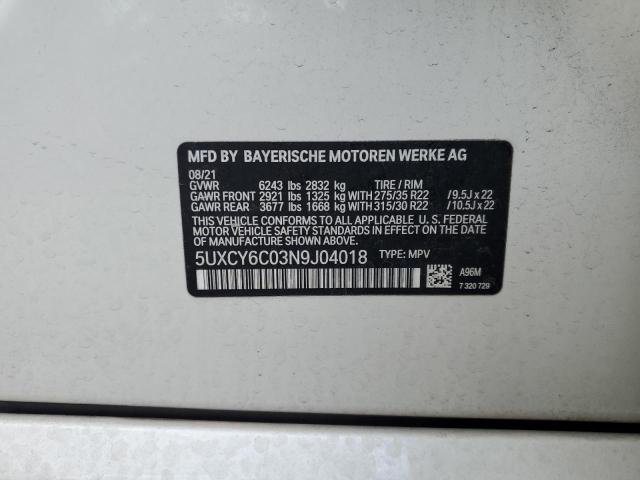 MFD BY BAYERISCHE MOTOREN WERKE AG
08/21
GVWR 6243 lbs 2832 kg TIRE / RIM
GAWR FRONT 2921 lbs 1325 kg WITH 275/35 R22 /9.5J x 22
GAWR REAR 3677 lbs 1668 kg WITH 315/30 R22 /10.5J x 22
THIS VEHICLE CONFORMS TO ALL APPLICABLE U. S. FEDERAL
MOTOR VEHICLE SAFETY STANDARDS IN EFFECT ON THE DATE
OF MANUFACTURE SHOWN ABOVE.
5UXCY6C03N9J04018 TYPE: MPV
A96M
7 320 729